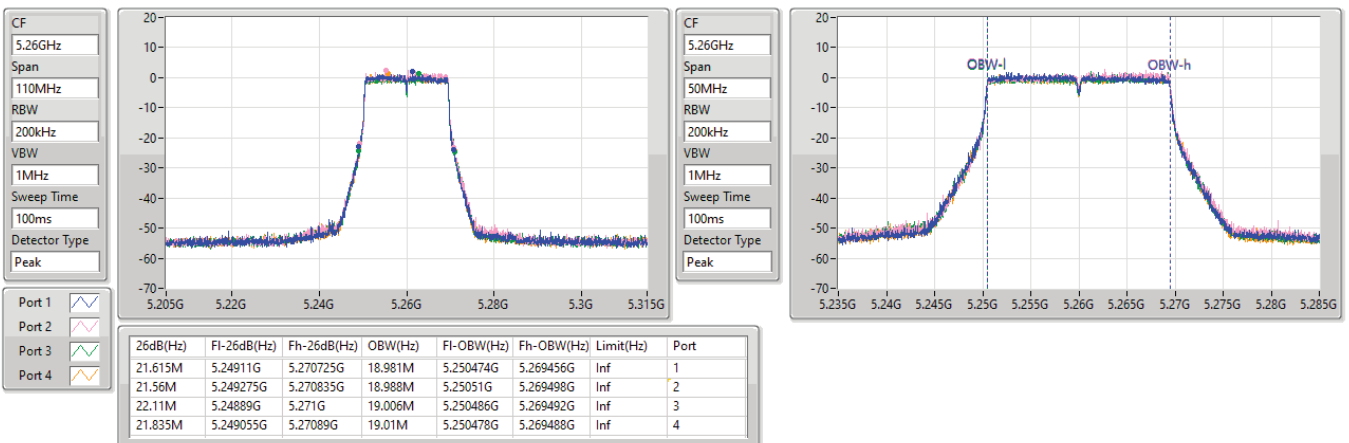 CF
5.26GHz
Span
110MHz
RBW
200kHz
VBW
1MHz
Sweep Time
100ms
Detector Type
Peak
20-
10-
0-
-10-
-20-
-30-
-40-
-50-
-60-
-70-
5.205G 5.22G 5.24G 5.26G 5.28G 5.3G 5.315G
CF
5.26GHz
Span
50MHz
RBW
200kHz
VBW
1MHz
Sweep Time
100ms
Detector Type
Peak
20-
10-
0-
-10-
-20-
-30-
-40-
-50-
-60-
-70-
OBW-l OBW-h
5.235G 5.24G 5.245G 5.25G 5.255G 5.26G 5.265G 5.27G 5.275G 5.28G 5.285G
Port 1
Port 2
Port 3
Port 4
26dB(Hz) Fl-26dB(Hz) Fh-26dB(Hz) OBW(Hz) Fl-OBW(Hz) Fh-OBW(Hz) Limit(Hz) Port
21.615M 5.24911G 5.270725G 18.981M 5.250474G 5.269456G Inf 1
21.56M 5.249275G 5.270835G 18.988M 5.25051G 5.269498G Inf 2
22.11M 5.24889G 5.271G 19.006M 5.250486G 5.269492G Inf 3
21.835M 5.249055G 5.27089G 19.01M 5.250478G 5.269488G Inf 4